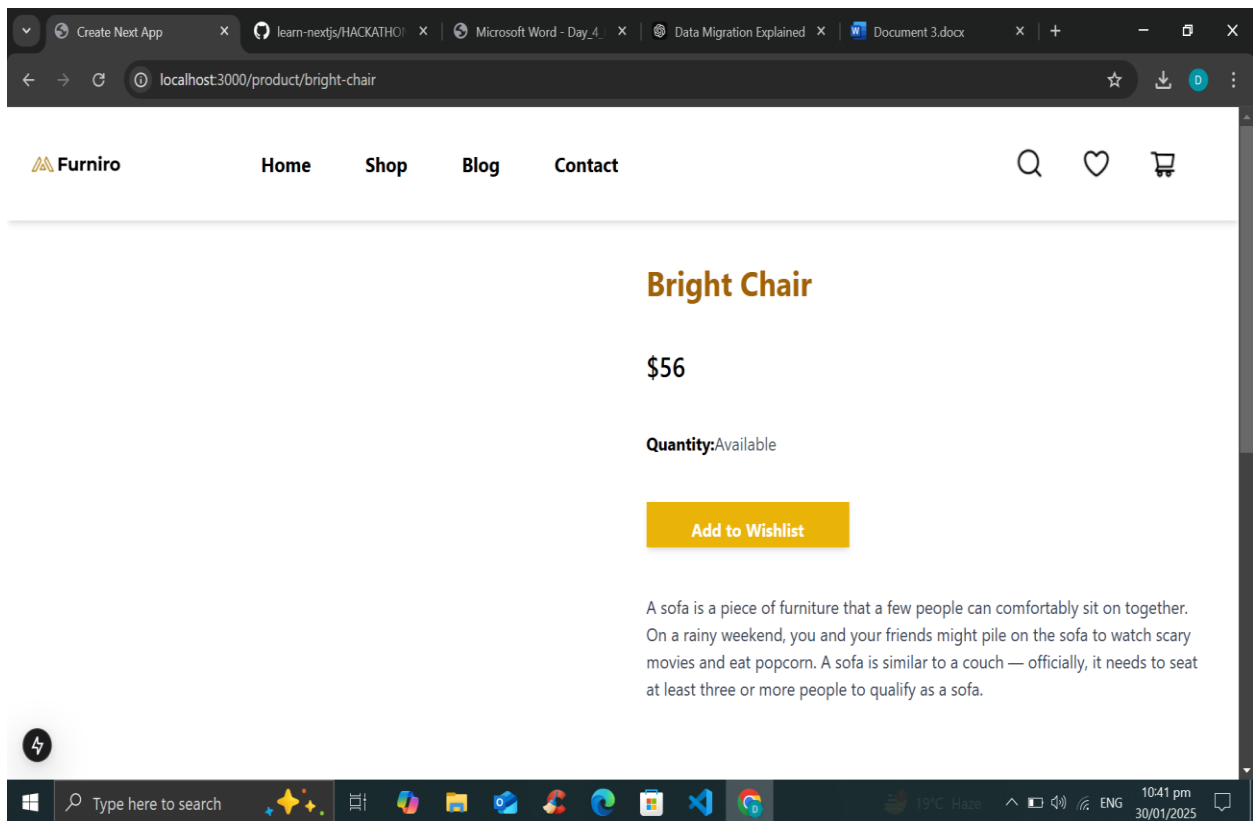 Create Next App
learn-nextjs/HACKATHO
Microsoft Word - Day_4_
Data Migration Explained
Document 3.docx
localhost:3000/product/bright-chair
D
Furniro
Home
Shop
Blog
Contact
Bright Chair
$56
Quantity:Available
Add to Wishlist
A sofa is a piece of furniture that a few people can comfortably sit on together.
On a rainy weekend, you and your friends might pile on the sofa to watch scary
movies and eat popcorn. A sofa is similar to a couch — officially, it needs to seat
at least three or more people to qualify as a sofa.
Type here to search
19°C Haze
ENG
10:41 pm
30/01/2025